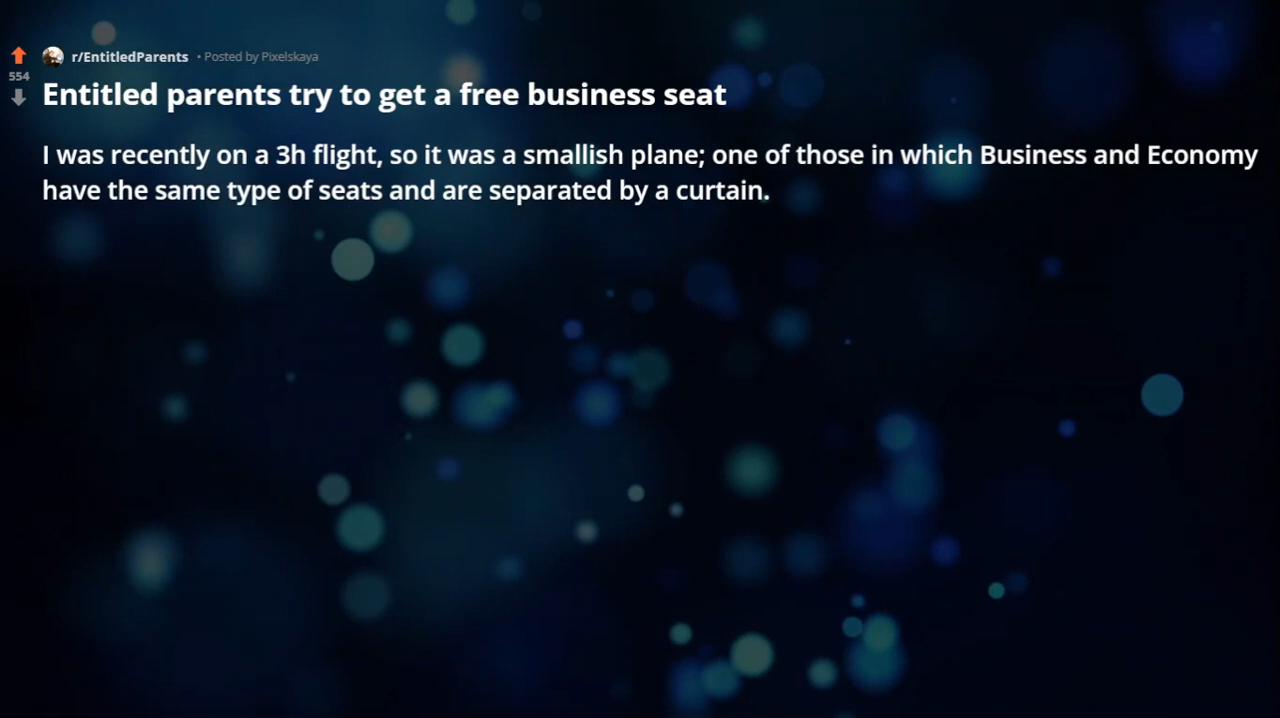 r/EntitledParents • Posted by Pixelskaya
554
Entitled parents try to get a free business seat
I was recently on a 3h flight, so it was a smallish plane; one of those in which Business and Economy
have the same type of seats and are separated by a curtain.